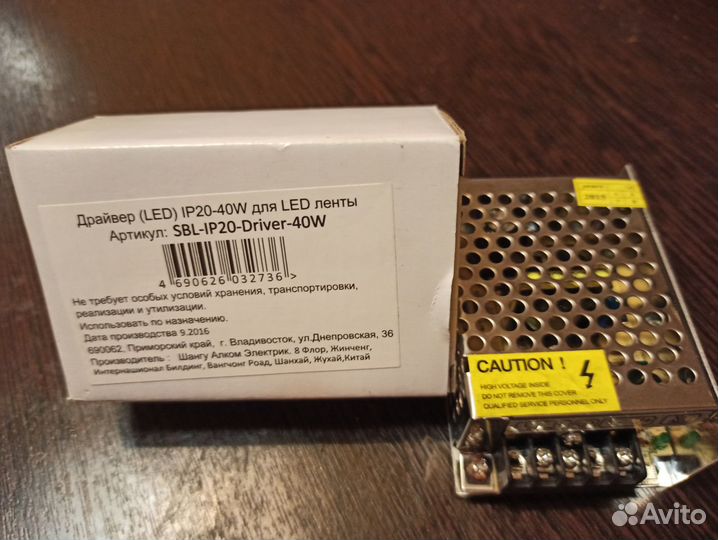 Драйвер (LED) IP20-40W для LED ленты
Артикул: SBL-IP20-Driver-40W
4 690626 032736 >
Не требует особых условий хранения, транспортировки,
реализации и утилизации.
Использовать по назначению.
Дата производства 9.2016
690062, Приморский край, г. Владивосток, ул.Днепровская, 36
Производитель : Шангу Алком Электрик. 8 Флор, Жинченг,
Интернашионал Билдинг, Вангчонг Роад, Шанхай, Жухай,Китай
CAUTION !
HIGH VOLTAGE INSIDE
DO NOT REMOVE THIS COVER
QUALIFIED SERVICE PERSONNEL ONLY
Avito